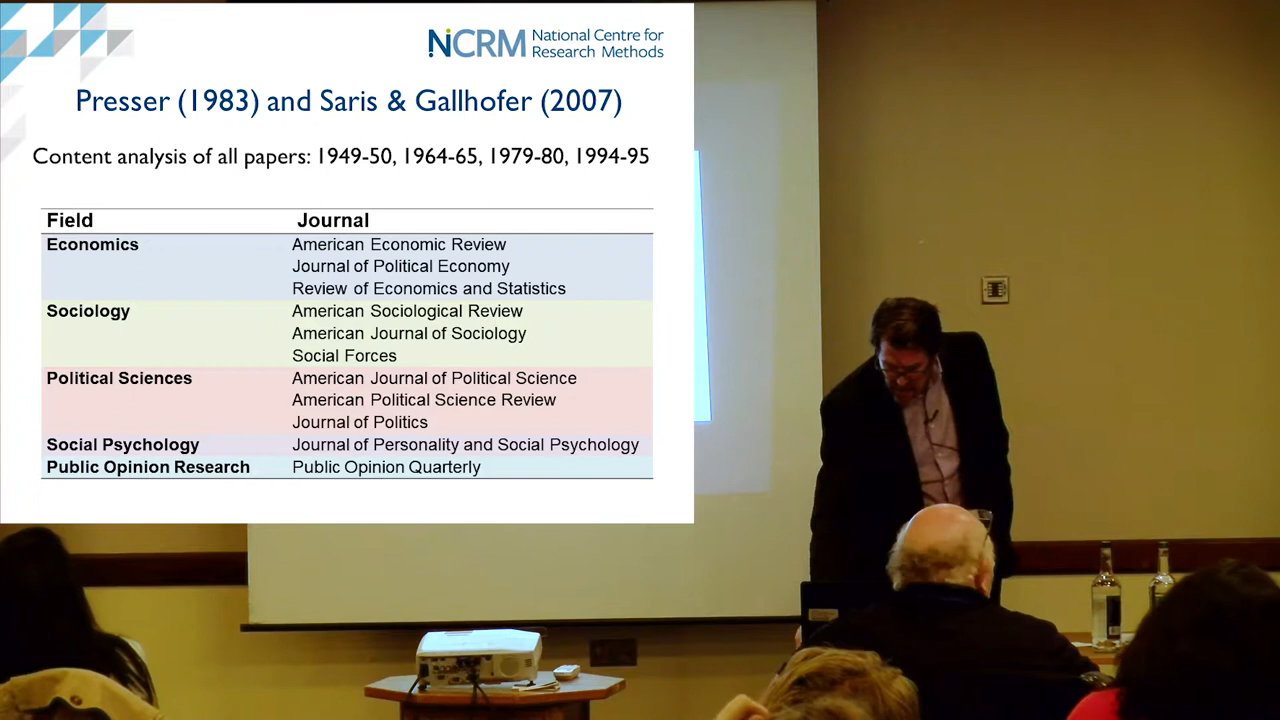 NCRM National Centre for
Research Methods
Presser (1983) and Saris & Gallhofer (2007)
Content analysis of all papers: 1949-50, 1964-65, 1979-80, 1994-95
Field Journal
Economics American Economic Review
Journal of Political Economy
Review of Economics and Statistics
Sociology American Sociological Review
American Journal of Sociology
Social Forces
Political Sciences American Journal of Political Science
American Political Science Review
Journal of Politics
Social Psychology Journal of Personality and Social Psychology
Public Opinion Research Public Opinion Quarterly